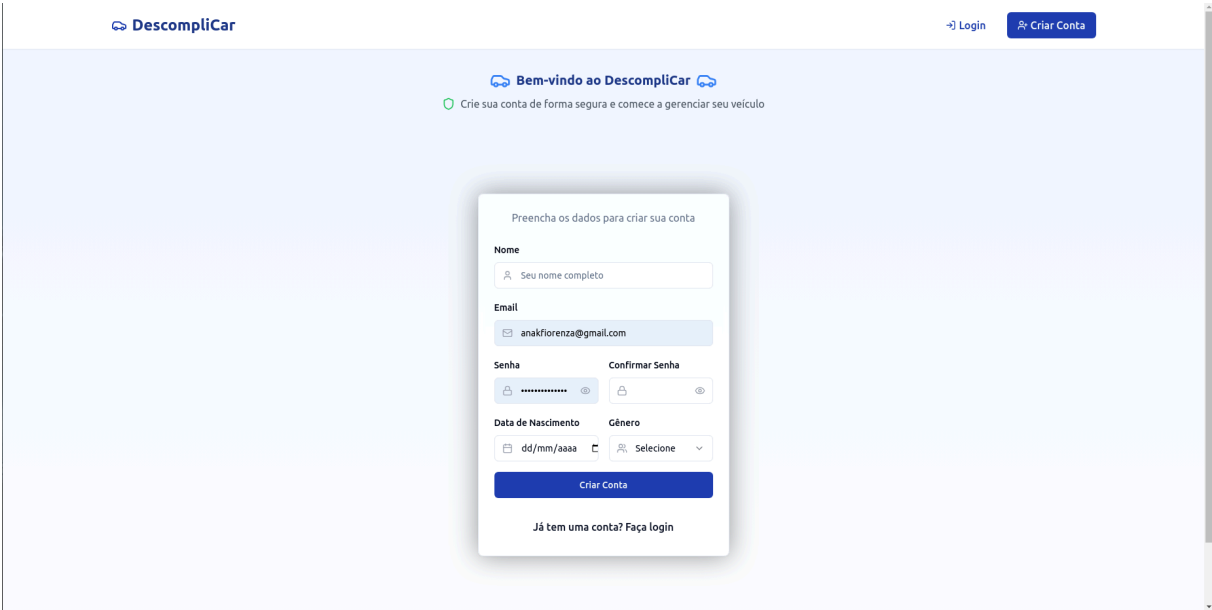 DescompliCar
Login
Criar Conta
Bem-vindo ao DescompliCar
Crie sua conta de forma segura e comece a gerenciar seu veículo
Preencha os dados para criar sua conta
Nome
Seu nome completo
Email
anakfiorenza@gmail.com
Senha Confirmar Senha
••••••••••••••
Data de Nascimento Gênero
dd/mm/aaaa Selecione
Criar Conta
Já tem uma conta? Faça login